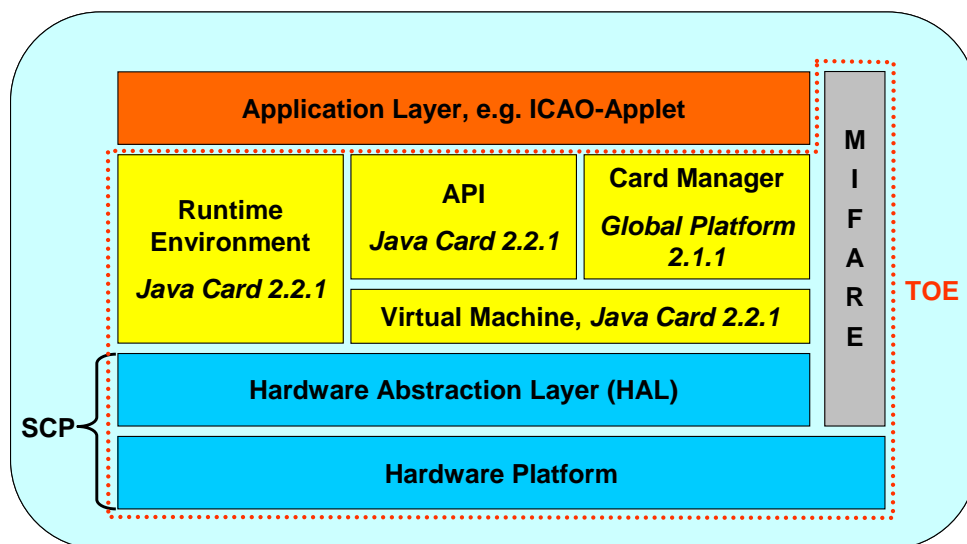 Application Layer, e.g. ICAO-Applet
Runtime
Environment
Java Card 2.2.1
API
Java Card 2.2.1
Card Manager
Global Platform
2.1.1
Virtual Machine, Java Card 2.2.1
M
I
F
A
R
E
TOE
Hardware Abstraction Layer (HAL)
SCP
Hardware Platform